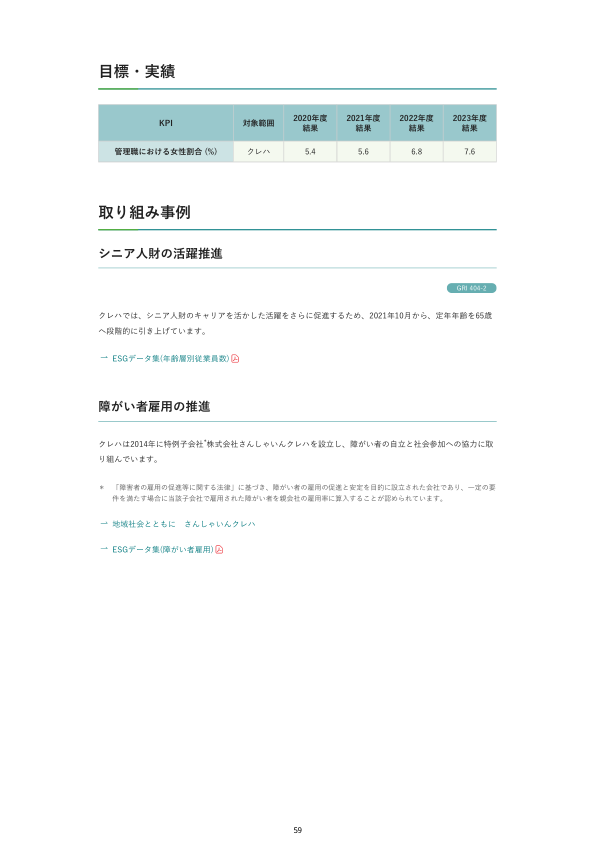 目標・実績
KPI 対象範囲 2020年度結果 2021年度結果 2022年度結果 2023年度結果
管理職における女性割合 (%) クレハ 5.4 5.6 6.8 7.6
取り組み事例
シニア人財の活躍推進
GRI 404-2
クレハでは、シニア人財のキャリアを活かした活躍をさらに促進するため、2021年10月から、定年年齢を65歳
へ段階的に引き上げています。
→ ESGデータ集(年齢層別従業員数)
障がい者雇用の推進
クレハは2014年に特例子会社*株式会社さんしゃいんクレハを設立し、障がい者の自立と社会参加への協力に取
り組んでいます。
* 「障害者の雇用の促進等に関する法律」に基づき、障がい者の雇用の促進と安定を目的に設立された会社であり、一定の要
件を満たす場合に当該子会社で雇用された障がい者を親会社の雇用率に算入することが認められています。
→ 地域社会とともに　さんしゃいんクレハ
→ ESGデータ集(障がい者雇用)
59